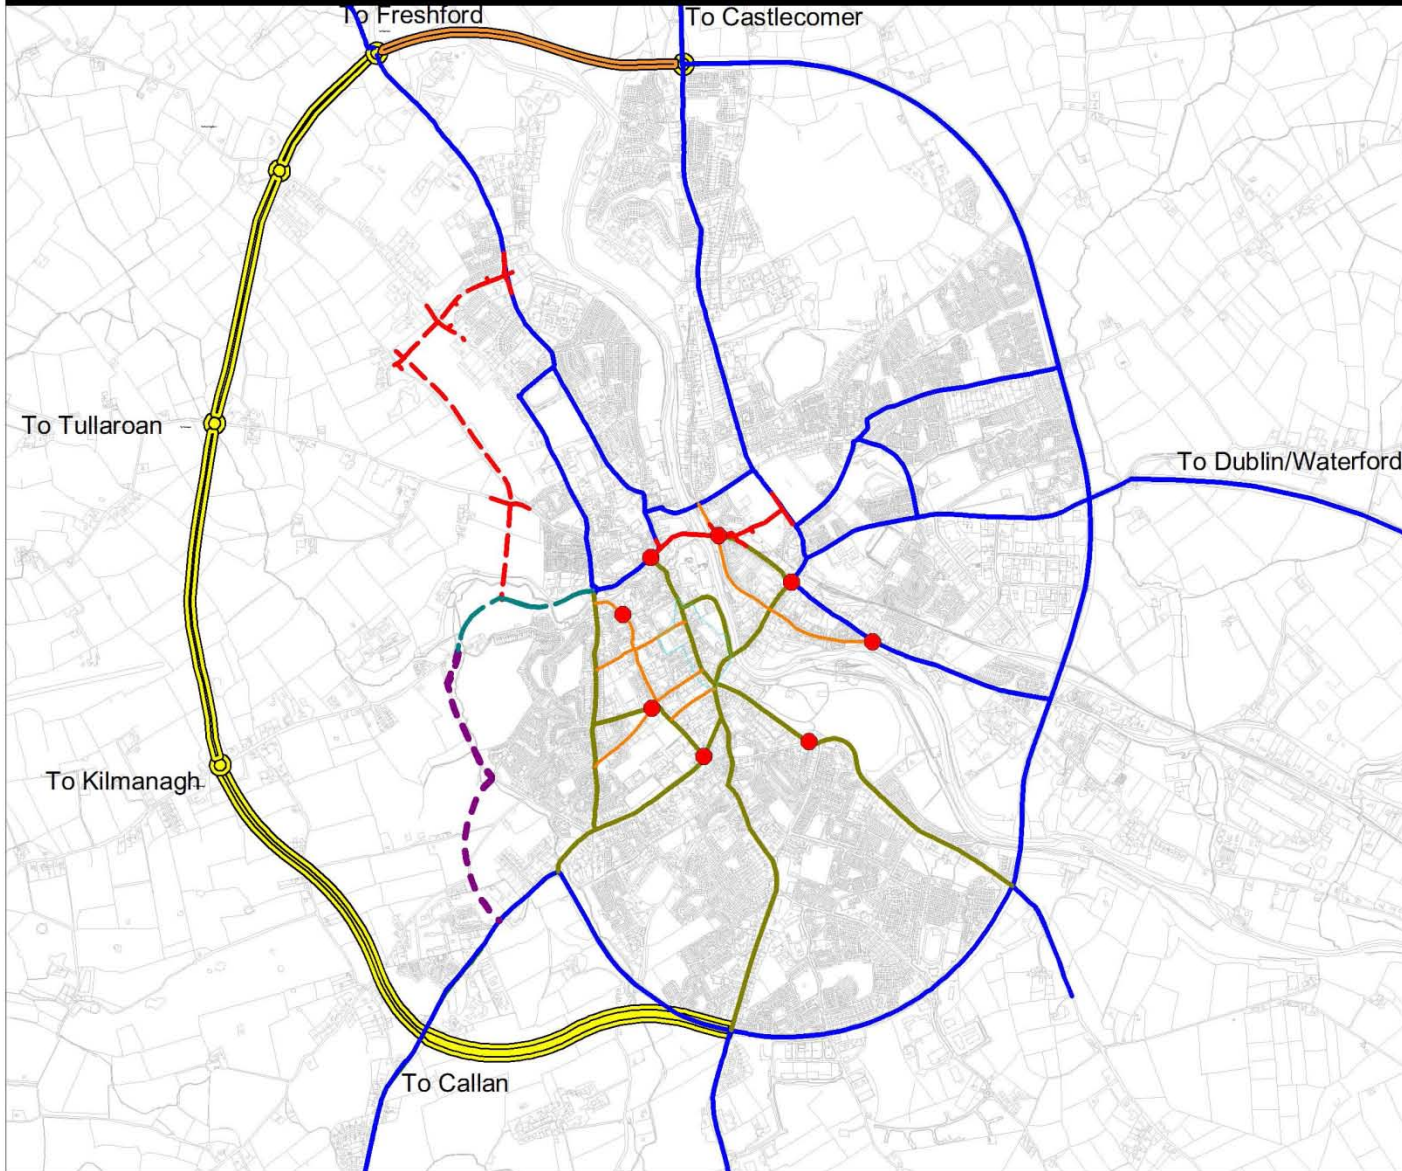 To Freshford
To Castlecomer
To Tullaroan
To Dublin/Waterford
To Kilmanagh
To Callan